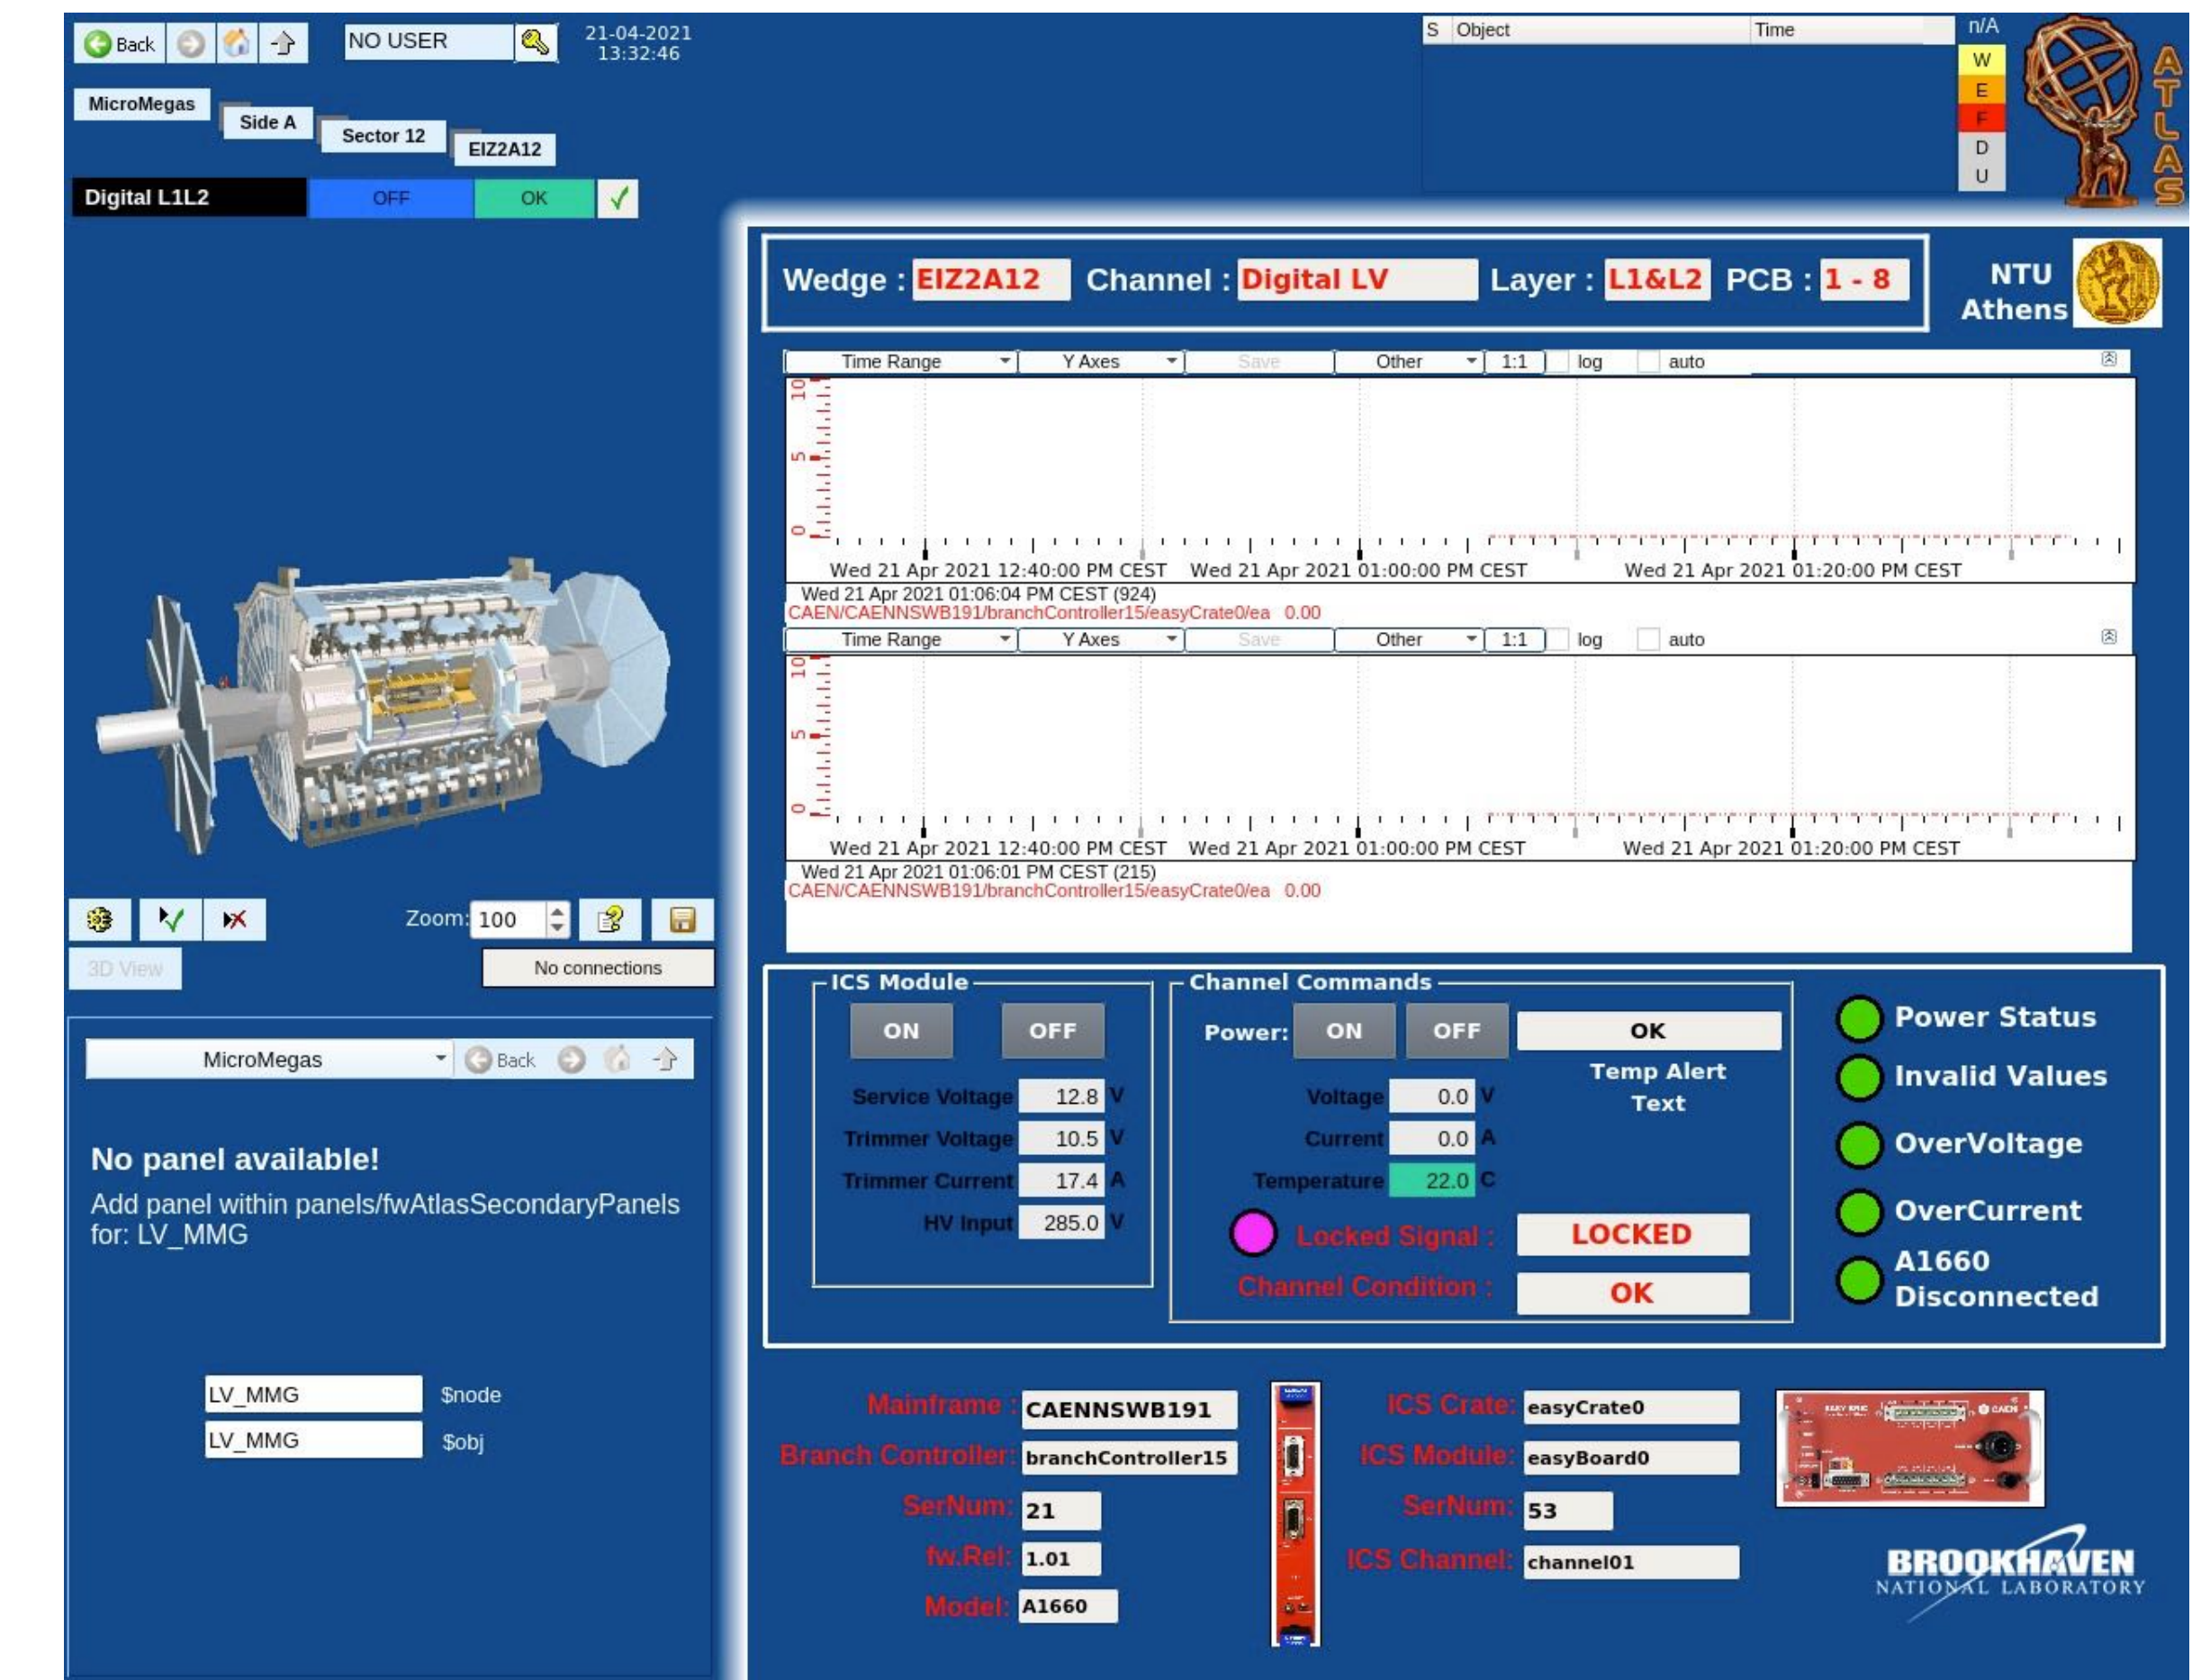 Back
NO USER
21-04-2021
13:32:46
MicroMegas
Side A
Sector 12
EIZ2A12
Digital L1L2 OFF OK
S Object Time
n/A
W
E
F
D
U
ATLAS
Wedge : EIZ2A12 Channel : Digital LV Layer : L1&L2 PCB : 1 - 8
NTU
Athens
Time Range Y Axes Save Other 1:1 log auto
10
5
0
Wed 21 Apr 2021 12:40:00 PM CEST Wed 21 Apr 2021 01:00:00 PM CEST Wed 21 Apr 2021 01:20:00 PM CEST
Wed 21 Apr 2021 01:06:04 PM CEST (924)
CAEN/CAENNSWB191/branchController15/easyCrate0/ea 0.00
Time Range Y Axes Save Other 1:1 log auto
10
5
0
Wed 21 Apr 2021 12:40:00 PM CEST Wed 21 Apr 2021 01:00:00 PM CEST Wed 21 Apr 2021 01:20:00 PM CEST
Wed 21 Apr 2021 01:06:01 PM CEST (215)
CAEN/CAENNSWB191/branchController15/easyCrate0/ea 0.00
Zoom: 100
3D View
No connections
MicroMegas Back
No panel available!
Add panel within panels/fwAtlasSecondaryPanels
for: LV_MMG
LV_MMG $node
LV_MMG $obj
ICS Module
ON OFF
Service Voltage 12.8 V
Trimmer Voltage 10.5 V
Trimmer Current 17.4 A
HV Input 285.0 V
Channel Commands
Power: ON OFF OK
Temp Alert
Text
Voltage 0.0 V
Current 0.0 A
Temperature 22.0 C
Locked Signal : LOCKED
Channel Condition : OK
Power Status
Invalid Values
OverVoltage
OverCurrent
A1660
Disconnected
Mainframe : CAENNSWB191
Branch Controller: branchController15
SerNum: 21
fw.Rel: 1.01
Model: A1660
ICS Crate: easyCrate0
ICS Module: easyBoard0
SerNum: 53
ICS Channel: channel01
CAEN
BROOKHAVEN
NATIONAL LABORATORY